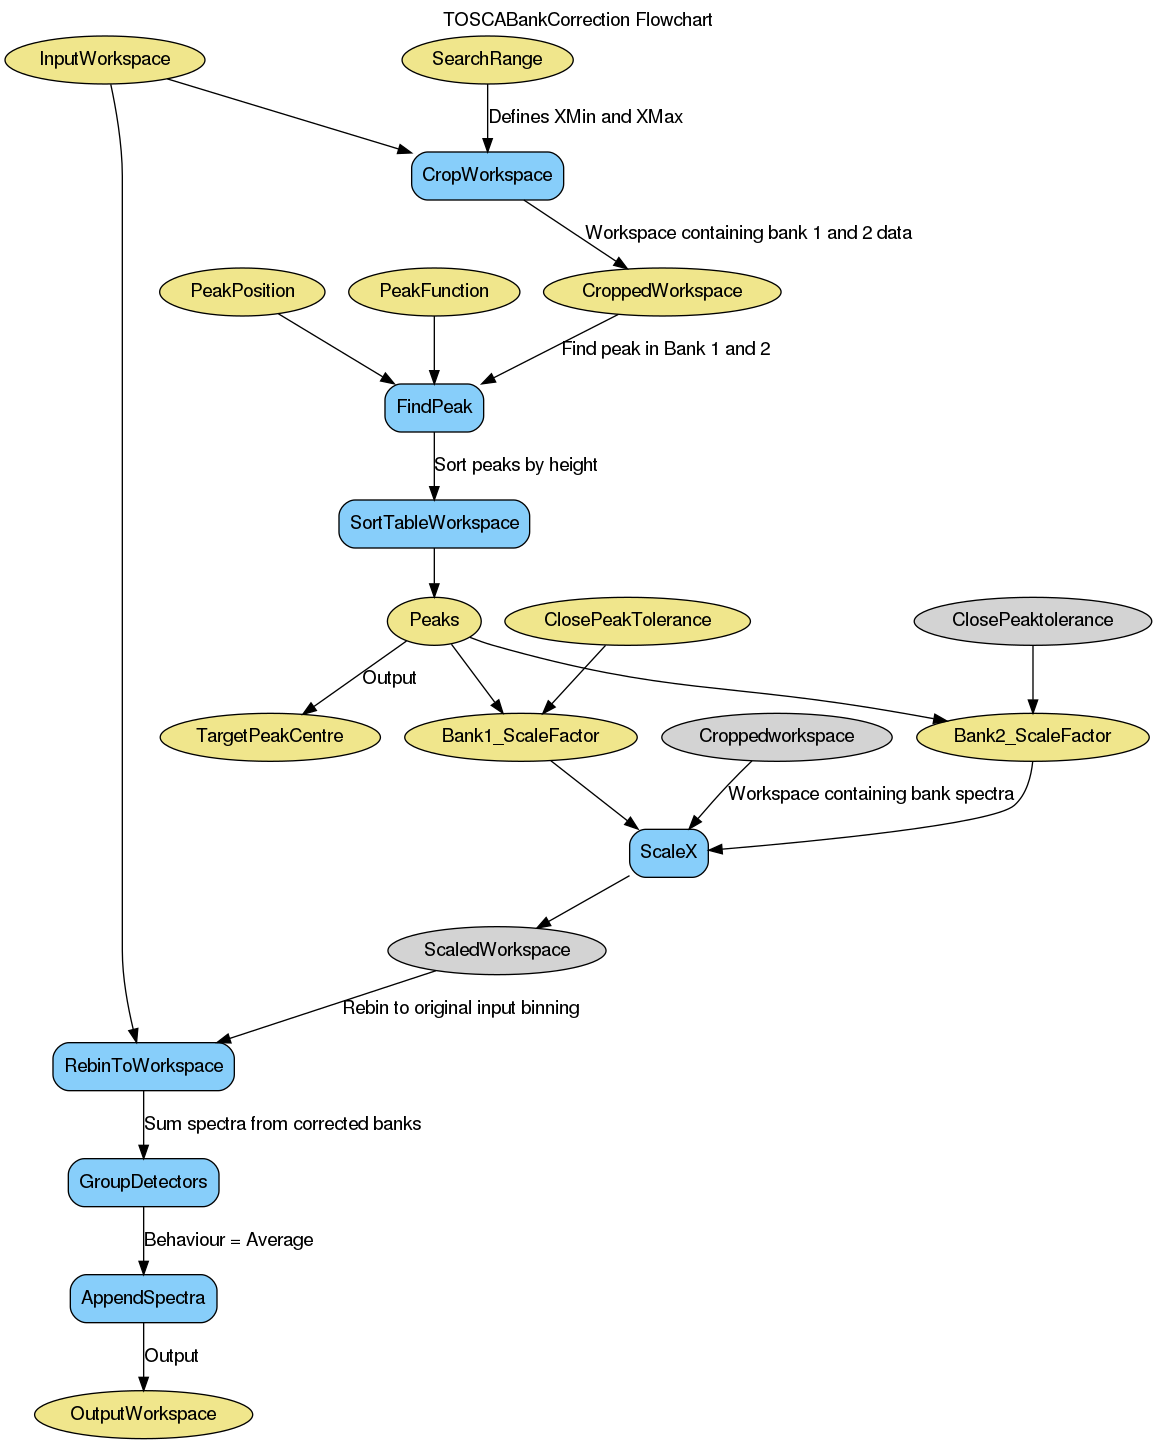 TOSCABankCorrection Flowchart
InputWorkspace
SearchRange
Defines XMin and XMax
CropWorkspace
Workspace containing bank 1 and 2 data
PeakPosition
PeakFunction
CroppedWorkspace
Find peak in Bank 1 and 2
FindPeak
Sort peaks by height
SortTableWorkspace
Peaks
ClosePeakTolerance
ClosePeaktolerance
Output
TargetPeakCentre
Bank1_ScaleFactor
Croppedworkspace
Bank2_ScaleFactor
Workspace containing bank spectra
ScaleX
ScaledWorkspace
Rebin to original input binning
RebinToWorkspace
Sum spectra from corrected banks
GroupDetectors
Behaviour = Average
AppendSpectra
Output
OutputWorkspace